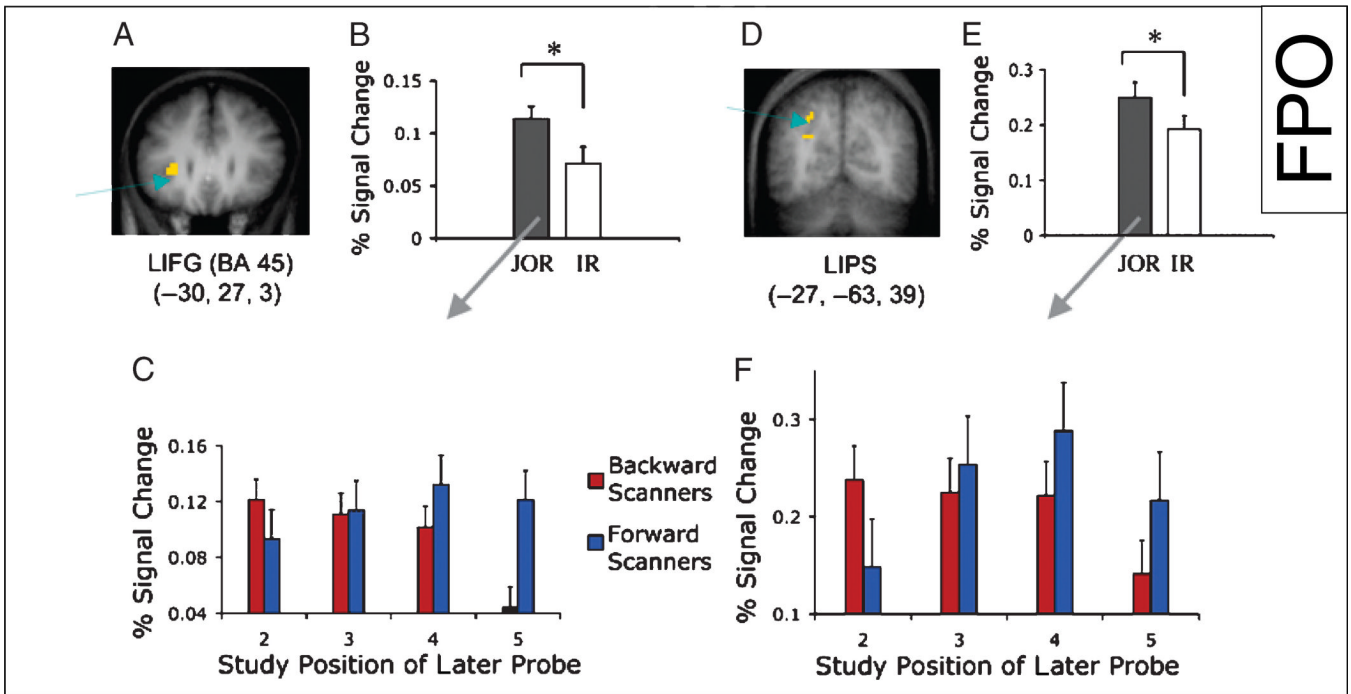 A
LIFG (BA 45)
(−30, 27, 3)
B
% Signal Change
0.15
0.1
0.05
0
*
JOR IR
C
% Signal Change
0.16
0.12
0.08
0.04
2 3 4 5
Study Position of Later Probe
Backward
Scanners
Forward
Scanners
D
LIPS
(−27, −63, 39)
E
% Signal Change
0.3
0.2
0.1
0
*
JOR IR
F
% Signal Change
0.3
0.2
0.1
2 3 4 5
Study Position of Later Probe
FPO